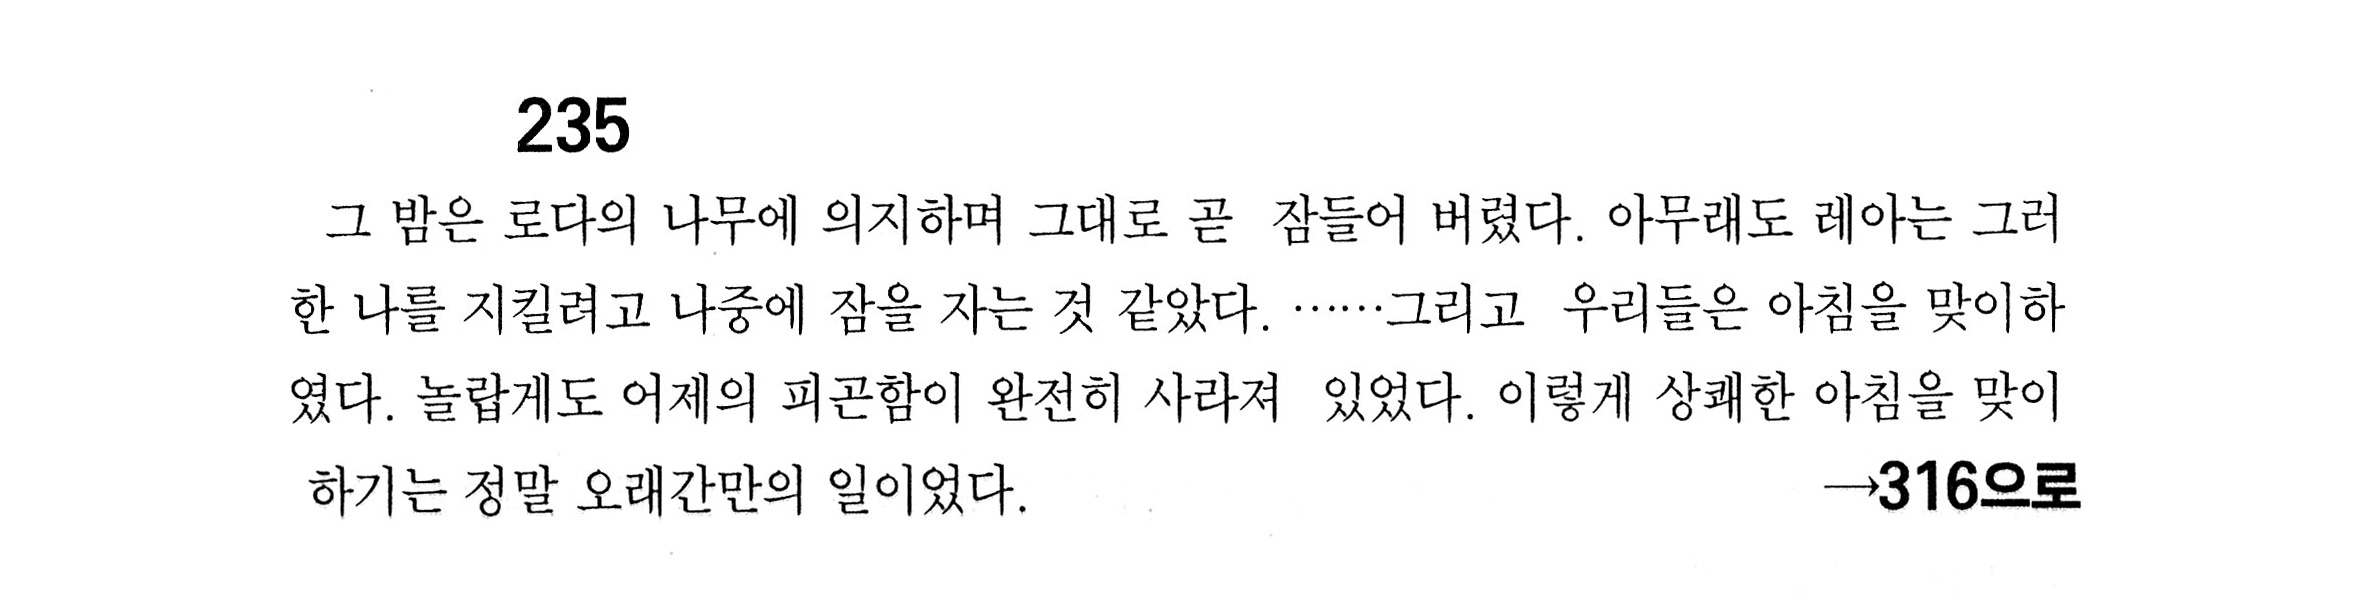 235
그 밤은 로다의 나무에 의지하며 그대로 곧 잠들어 버렸다. 아무래도 레아는 그러
한 나를 지킬려고 나중에 잠을 자는 것 같았다. ……그리고 우리들은 아침을 맞이하
였다. 놀랍게도 어제의 피곤함이 완전히 사라져 있었다. 이렇게 상쾌한 아침을 맞이
하기는 정말 오래간만의 일이었다. →316으로